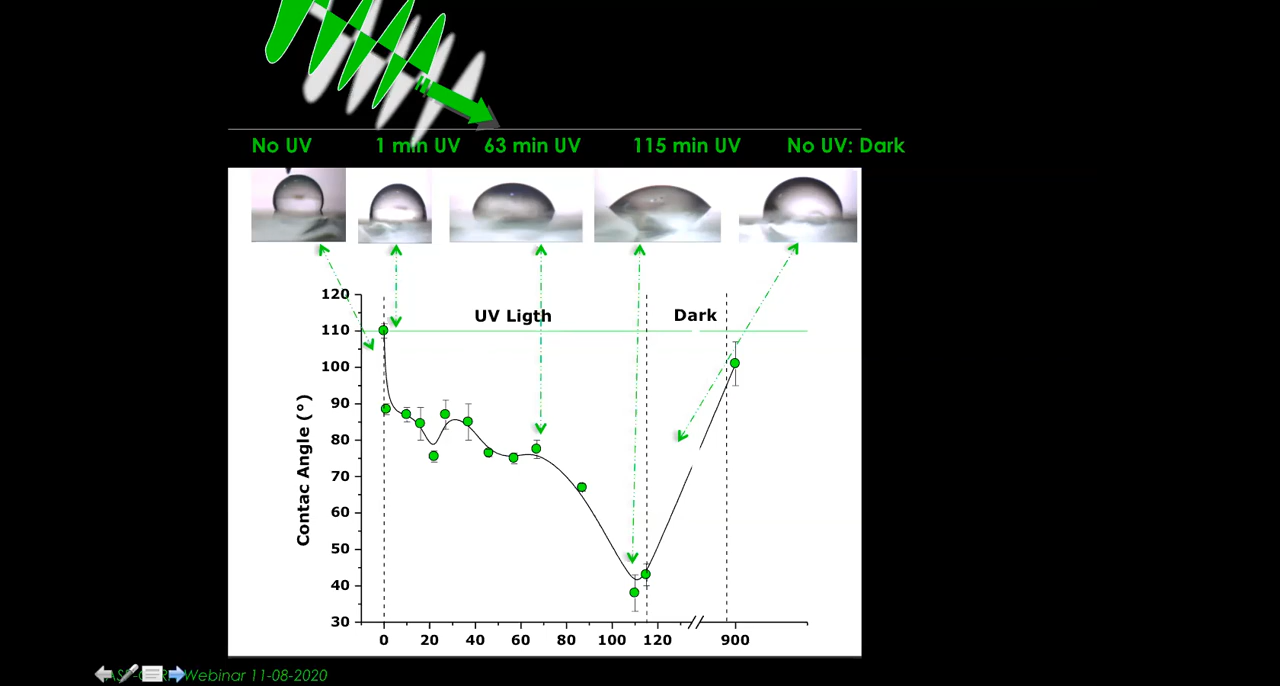 No UV 1 min UV 63 min UV 115 min UV No UV: Dark
UV Ligth Dark
Contac Angle (°)
120
110
100
90
80
70
60
50
40
30
0 20 40 60 80 100 120 900
Webinar 11-08-2020